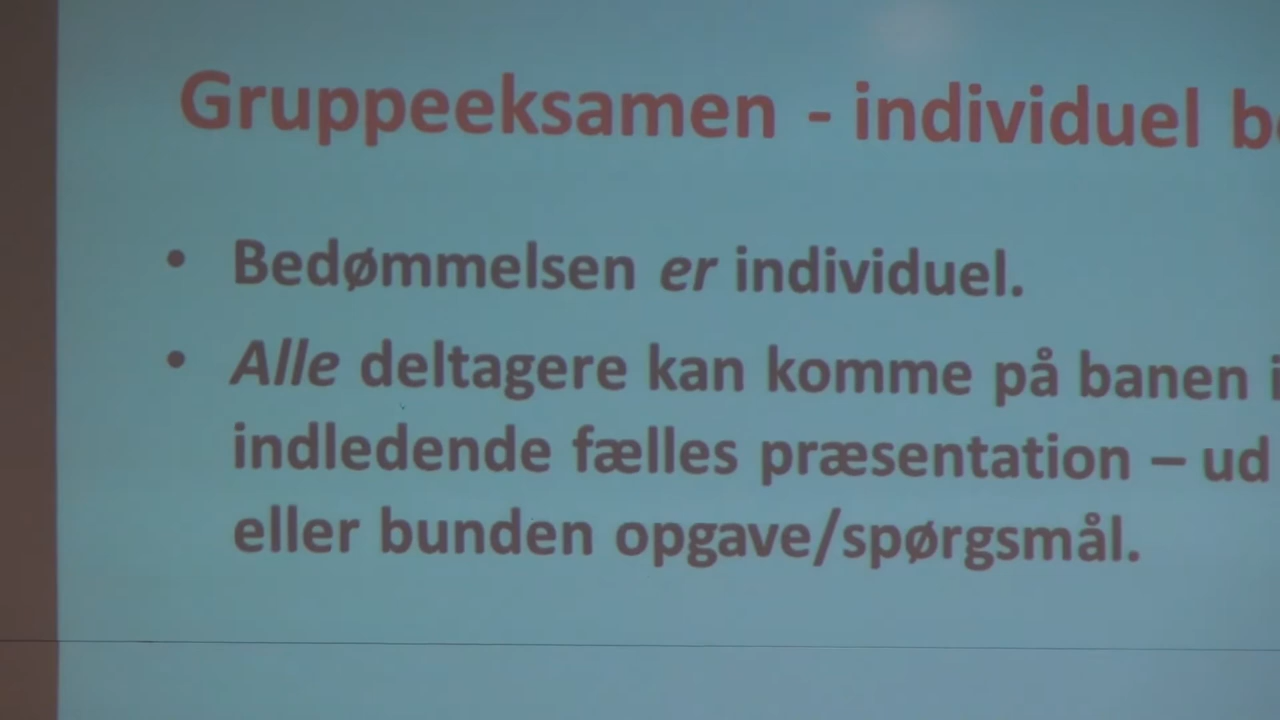 Gruppeeksamen - individuel
• Bedømmelsen er individuel.
• Alle deltagere kan komme på banen
indledende fælles præsentation – ud
eller bunden opgave/spørgsmål.